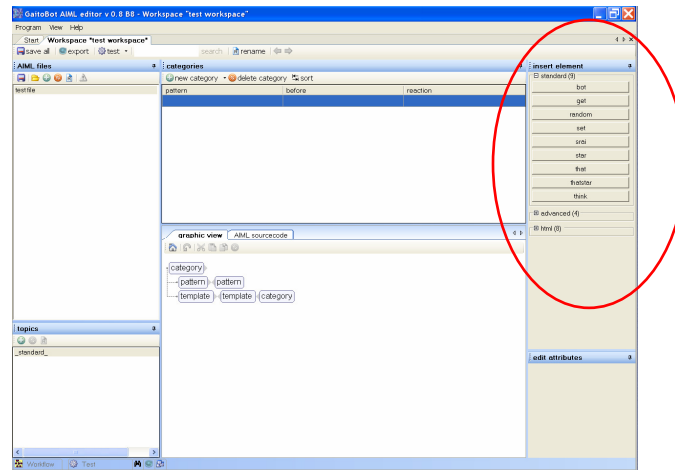 GaitoBot AIML editor v 0.8 B8 - Workspace "test workspace"
Program View Help
Start Workspace *test workspace*
save all export test search rename
AIML files
testfile
categories
new category delete category sort
pattern before reaction
graphic view AIML sourcecode
category
pattern pattern
template template category
topics
_standard_
Workflow Test
insert element
standard (9)
bot
get
random
set
srai
star
that
thatstar
think
advanced (4)
html (8)
edit attributes